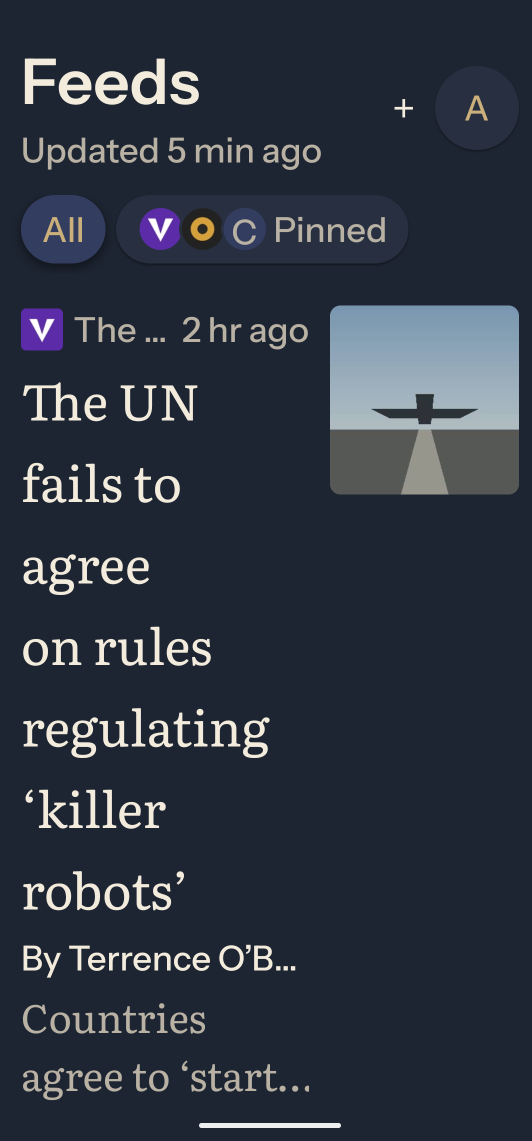 Feeds
Updated 5 min ago
+
A
All
C Pinned
V The ... 2 hr ago
The UN
fails to
agree
on rules
regulating
‘killer
robots’
By Terrence O’B...
Countries
agree to ‘start...